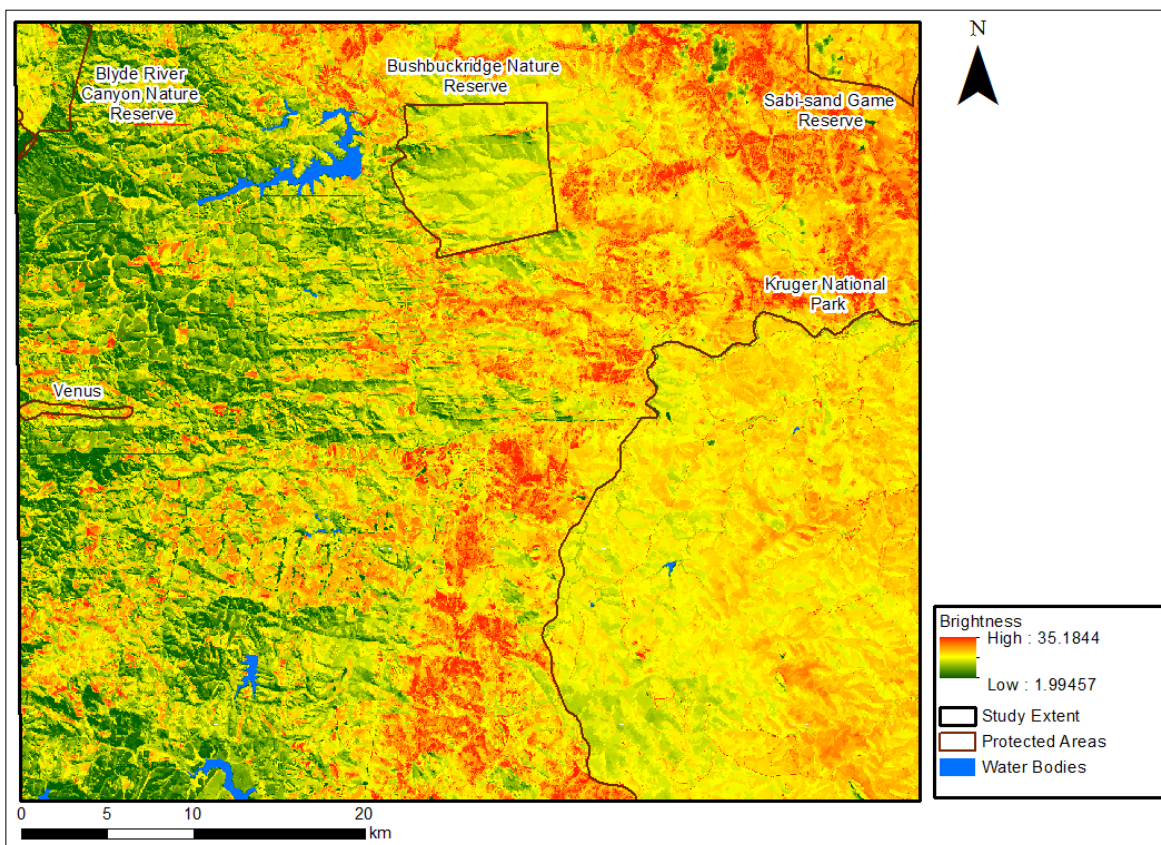 N
Blyde River
Canyon Nature
Reserve
Bushbuckridge Nature
Reserve
Sabi-sand Game
Reserve
Kruger National
Park
Venus
Brightness
High : 35.1844
Low : 1.99457
Study Extent
Protected Areas
Water Bodies
0 5 10 20
km